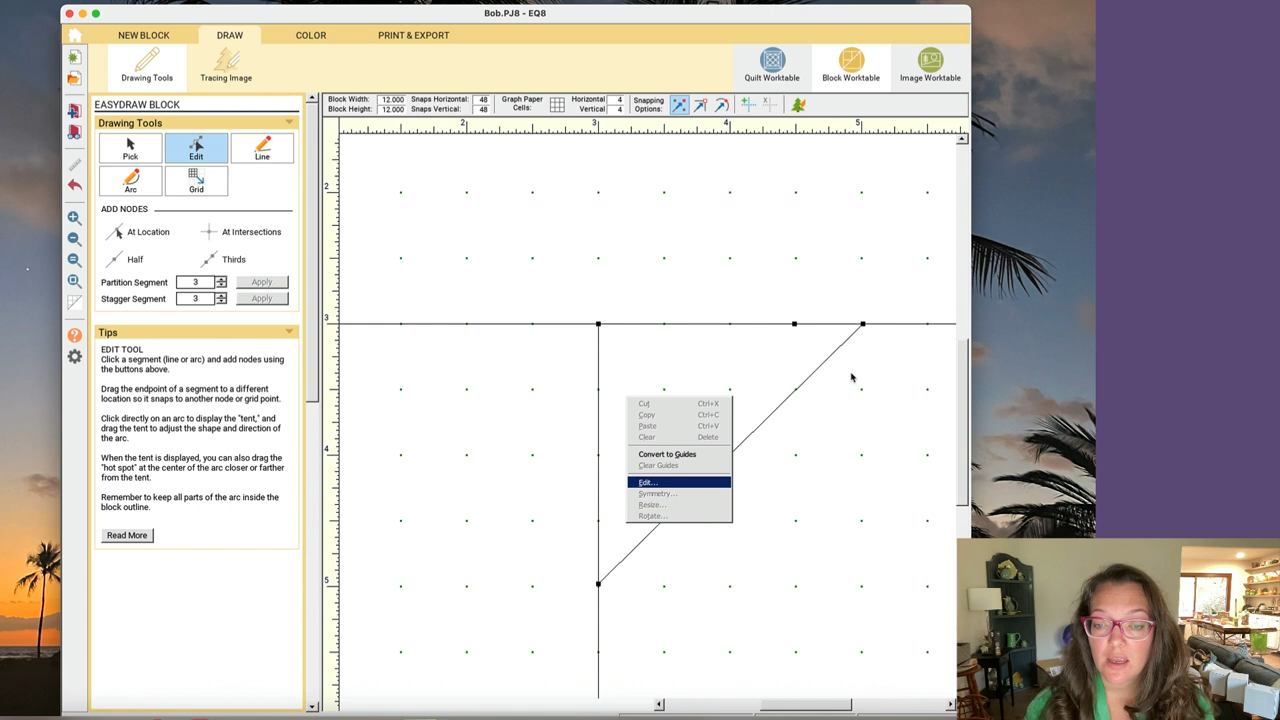 Bob.PJ8 - EQ8
NEW BLOCK
DRAW
COLOR
PRINT & EXPORT
Drawing Tools
Tracing Image
Quilt Worktable
Block Worktable
Image Worktable
EASYDRAW BLOCK
Block Width: 12.000 Snaps Horizontal: 48
Block Height: 12.000 Snaps Vertical: 48
Graph Paper
Cells:
Horizontal 4
Vertical 4
Snapping
Options:
Drawing Tools
Pick
Edit
Line
Arc
Grid
ADD NODES
At Location
At Intersections
Half
Thirds
Partition Segment 3 Apply
Stagger Segment 3 Apply
Tips
EDIT TOOL
Click a segment (line or arc) and add nodes using
the buttons above.
Drag the endpoint of a segment to a different
location so it snaps to another node or grid point.
Click directly on an arc to display the "tent," and
drag the tent to adjust the shape and direction of
the arc.
When the tent is displayed, you can also drag the
"hot spot" at the center of the arc closer or farther
from the tent.
Remember to keep all parts of the arc inside the
block outline.
Read More
2 3 4 5
2
3
4
5
Cut Ctrl+X
Copy Ctrl+C
Paste Ctrl+V
Clear Delete
Convert to Guides
Clear Guides
Edit...
Symmetry...
Resize...
Rotate...